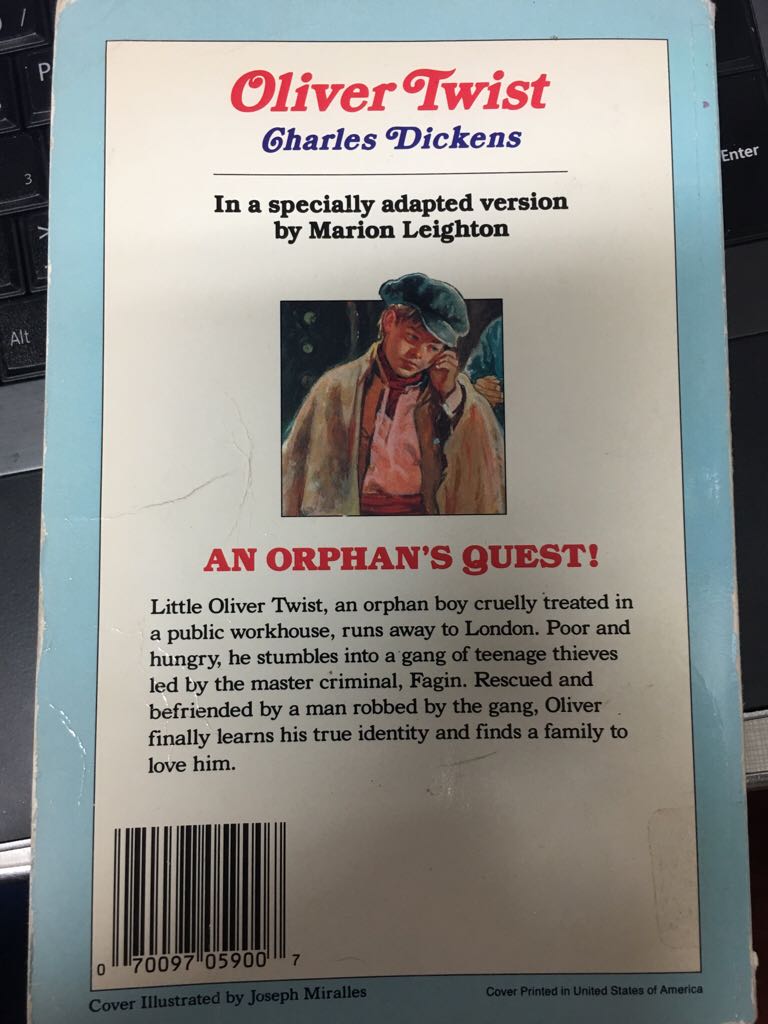 Oliver Twist
Charles Dickens
In a specially adapted version
by Marion Leighton
AN ORPHAN'S QUEST!
Little Oliver Twist, an orphan boy cruelly treated in
a public workhouse, runs away to London. Poor and
hungry, he stumbles into a gang of teenage thieves
led by the master criminal, Fagin. Rescued and
befriended by a man robbed by the gang, Oliver
finally learns his true identity and finds a family to
love him.
0 70097 05900 7
Cover Illustrated by Joseph Miralles
Cover Printed in United States of America
P
3
Alt
Enter